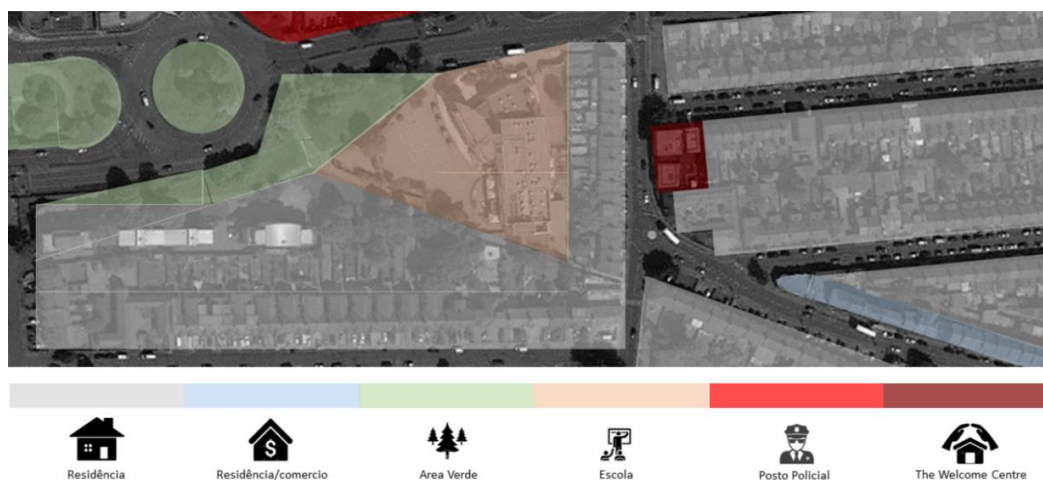 Residência
Residência/comercio
Area Verde
Escola
Posto Policial
The Welcome Centre